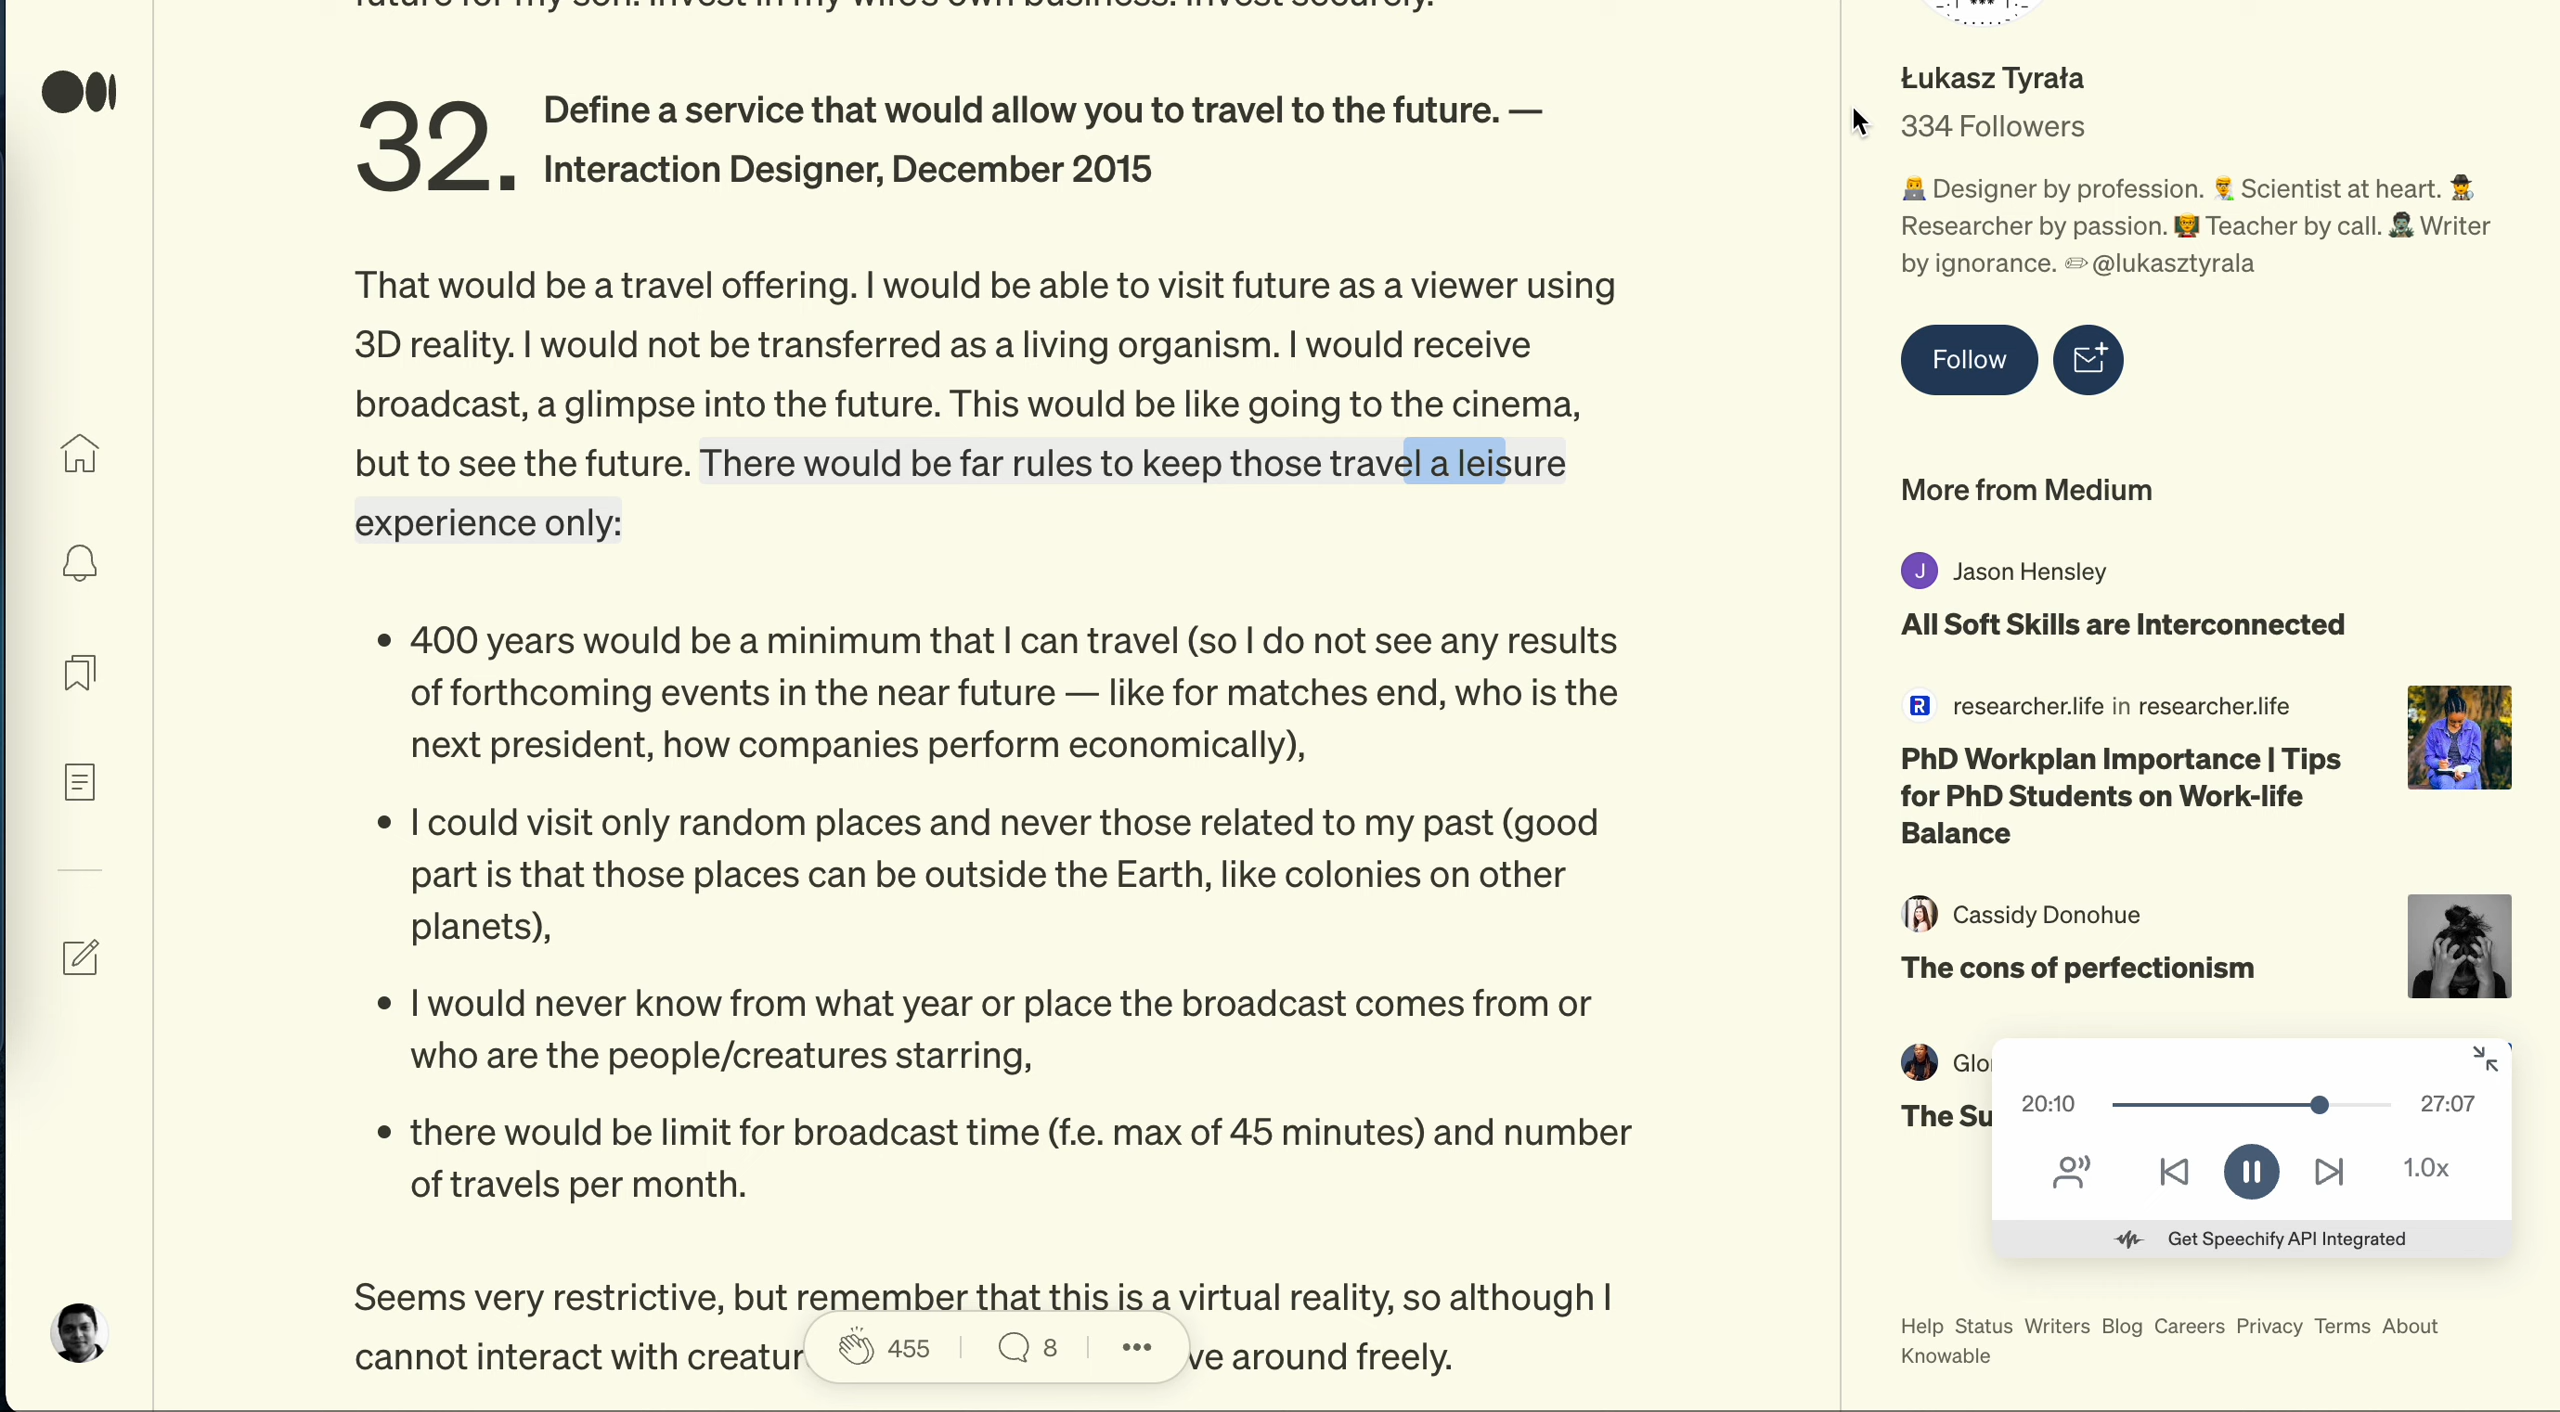 32. Define a service that would allow you to travel to the future. —
Interaction Designer, December 2015
That would be a travel offering. I would be able to visit future as a viewer using
3D reality. I would not be transferred as a living organism. I would receive
broadcast, a glimpse into the future. This would be like going to the cinema,
but to see the future. There would be far rules to keep those travel a leisure
experience only:
• 400 years would be a minimum that I can travel (so I do not see any results
of forthcoming events in the near future — like for matches end, who is the
next president, how companies perform economically),
• I could visit only random places and never those related to my past (good
part is that those places can be outside the Earth, like colonies on other
planets),
• I would never know from what year or place the broadcast comes from or
who are the people/creatures starring,
• there would be limit for broadcast time (f.e. max of 45 minutes) and number
of travels per month.
Seems very restrictive, but remember that this is a virtual reality, so although I
cannot interact with creatur
ve around freely.
455
8
Łukasz Tyrała
334 Followers
Designer by profession. Scientist at heart.
Researcher by passion. Teacher by call. Writer
by ignorance. ✏ @lukasztyrala
Follow
More from Medium
J Jason Hensley
All Soft Skills are Interconnected
R researcher.life in researcher.life
PhD Workplan Importance | Tips
for PhD Students on Work-life
Balance
Cassidy Donohue
The cons of perfectionism
Glo
The Su
20:10
27:07
1.0x
Get Speechify API Integrated
Help Status Writers Blog Careers Privacy Terms About
Knowable